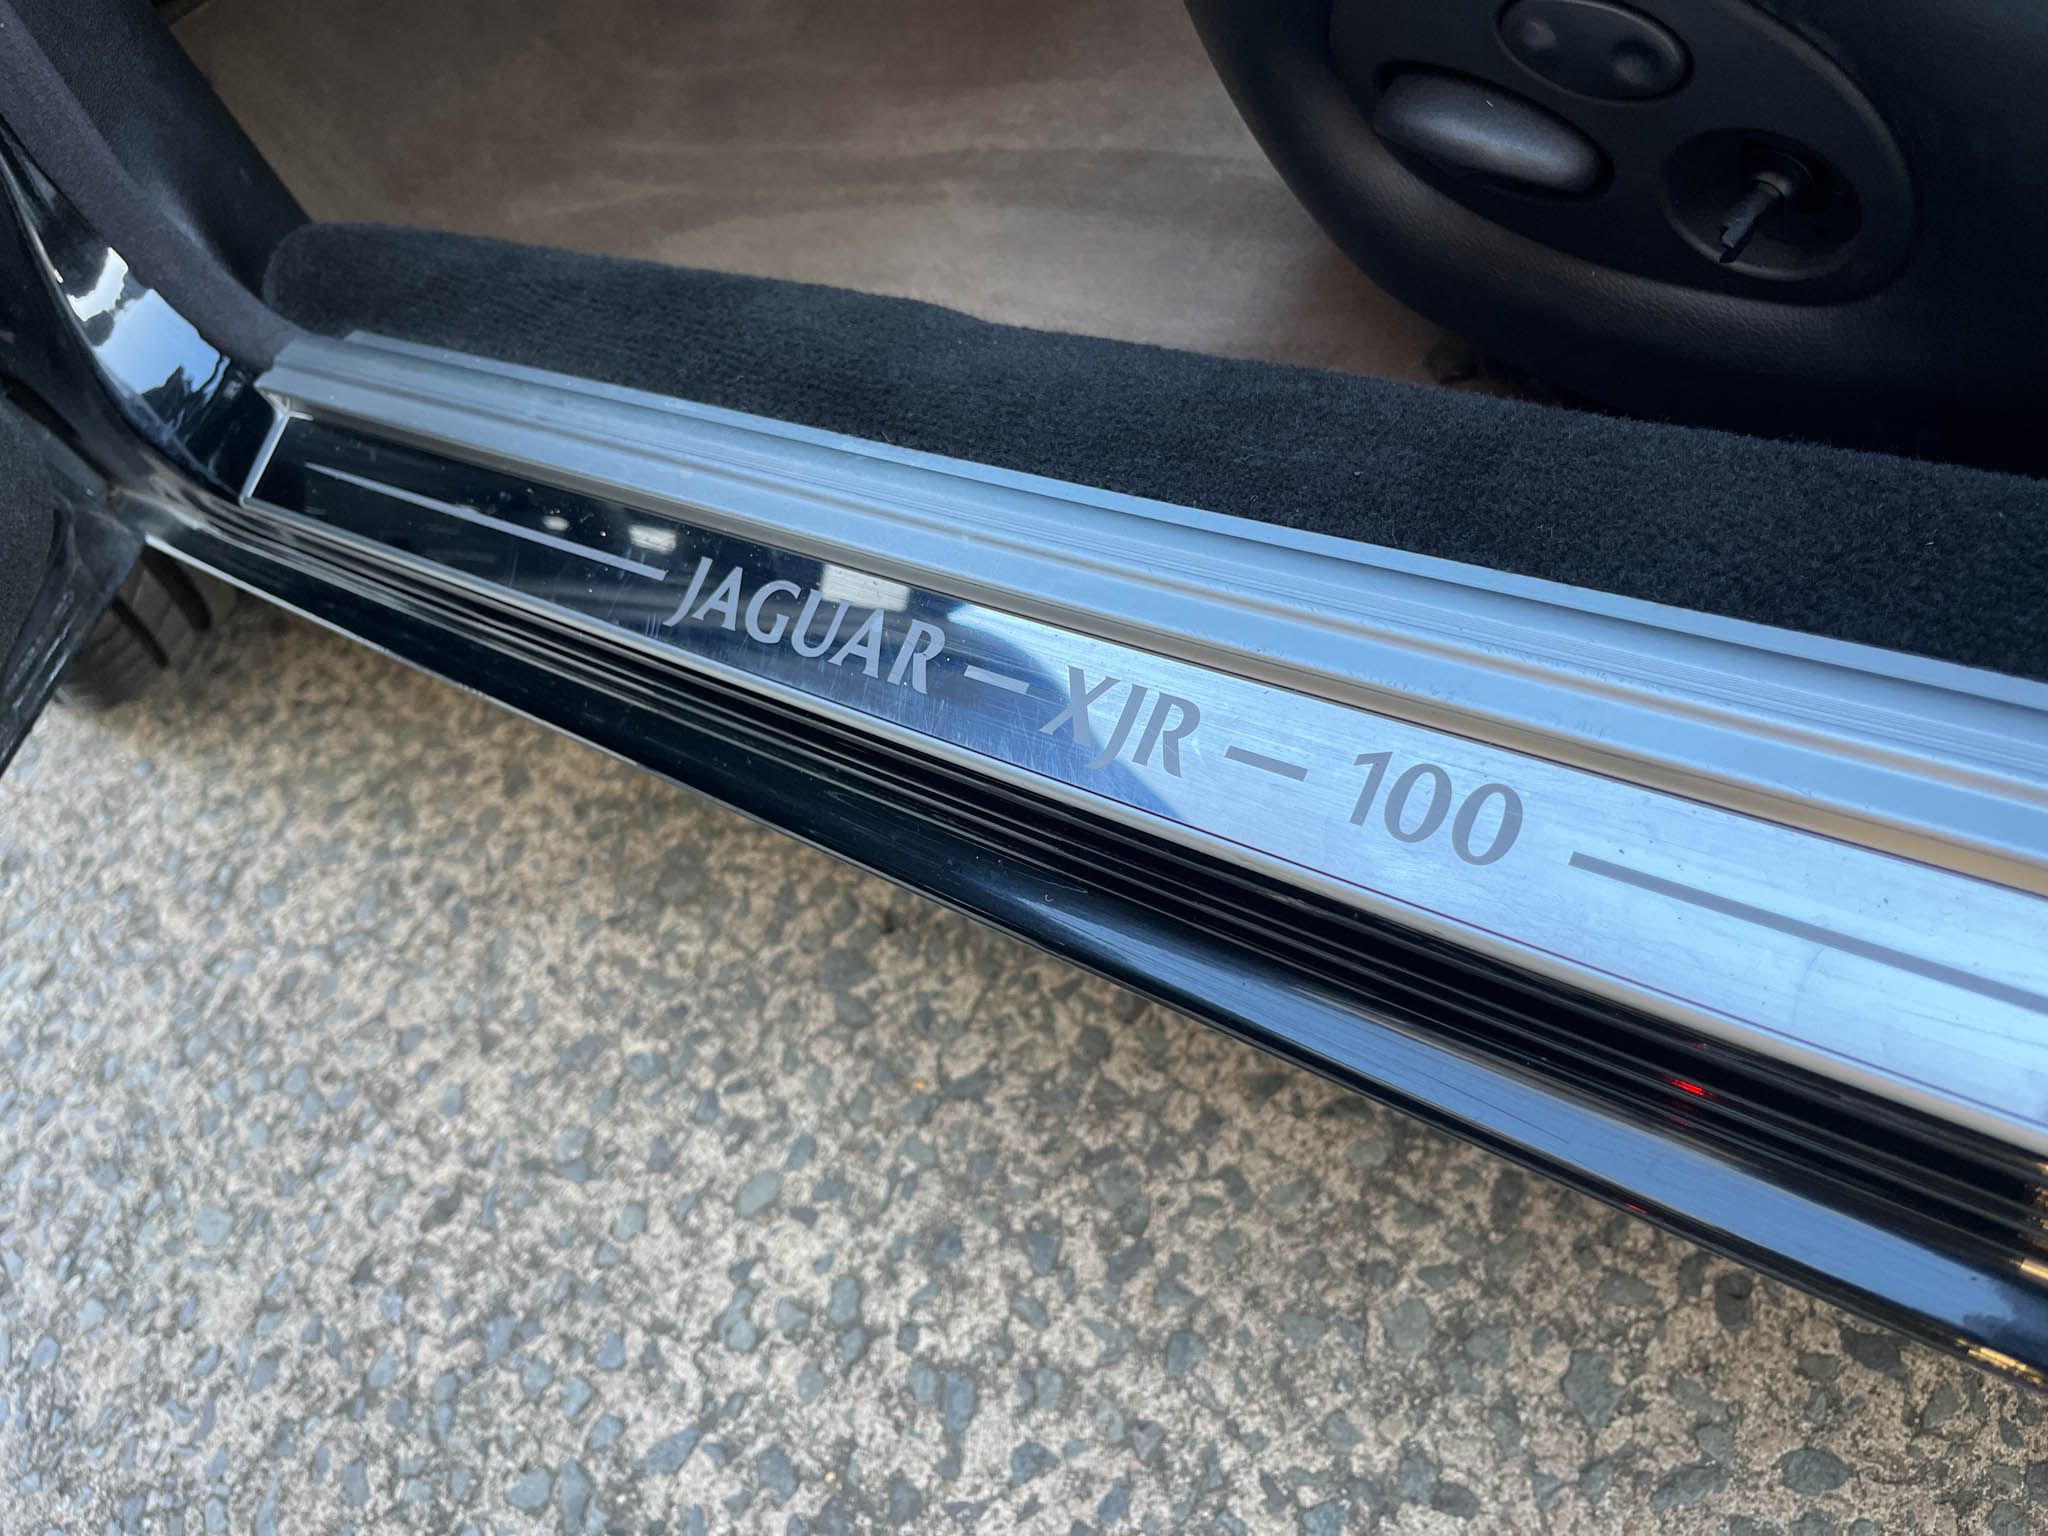 JAGUAR – XJR – 100